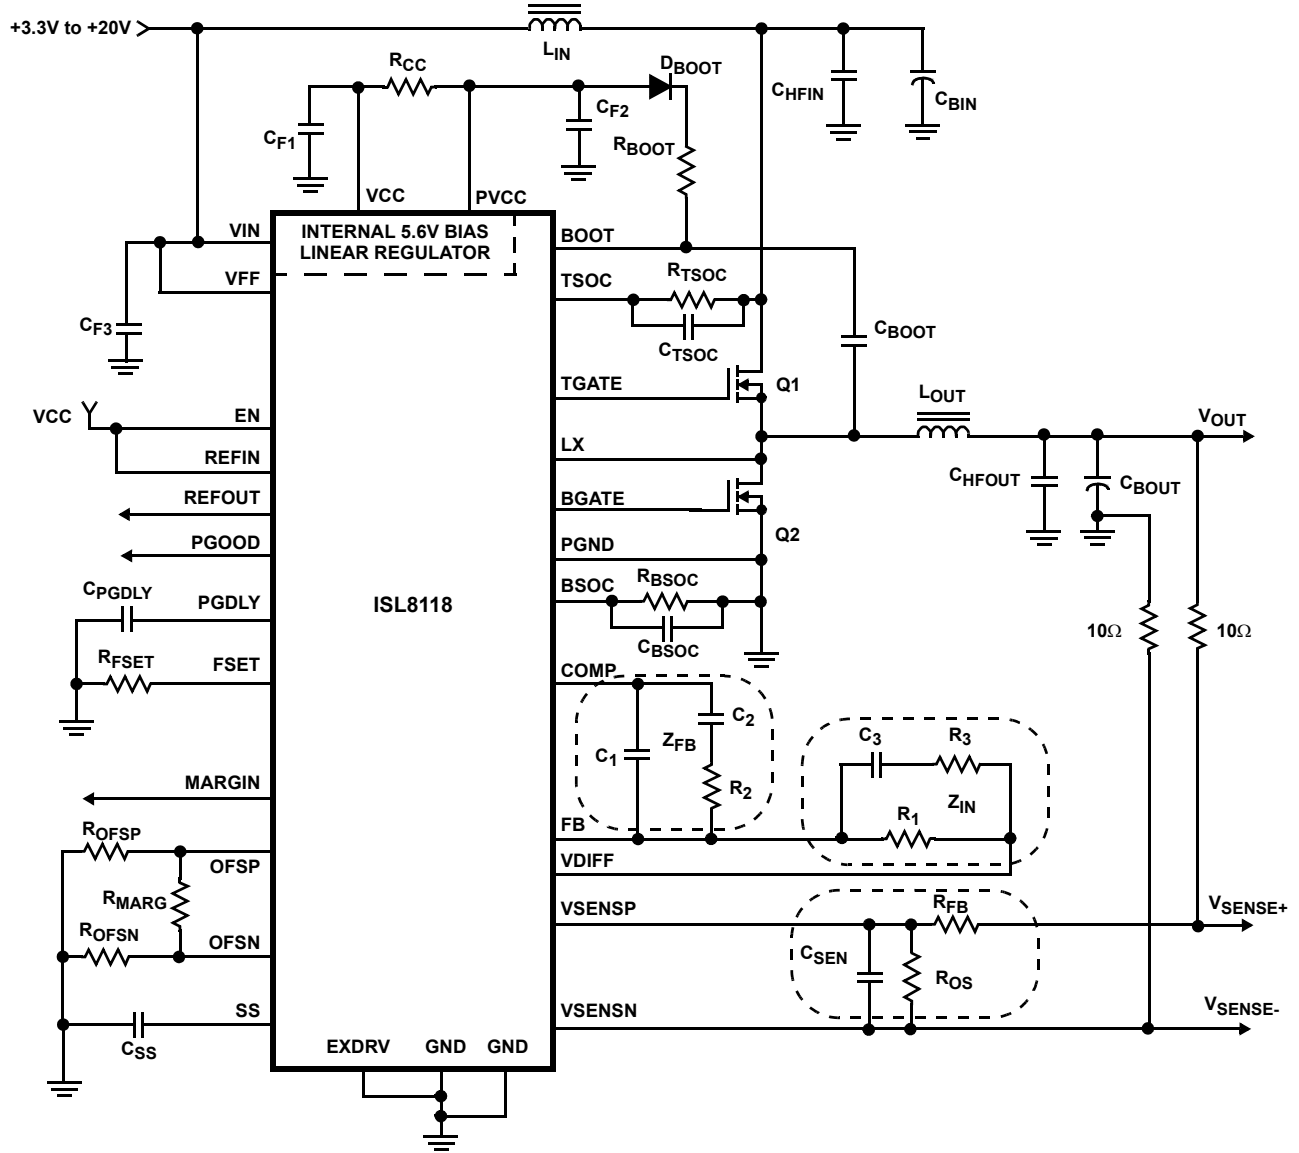 +3.3V to +20V
LIN
RCC
DBOOT
CHFIN
CBIN
CF1
CF2
RBOOT
VCC
PVCC
INTERNAL 5.6V BIAS
LINEAR REGULATOR
VIN
VFF
CF3
BOOT
TSOC
RTSOC
CTSOC
CBOOT
TGATE
Q1
VCC
EN
REFIN
LX
LOUT
VOUT
REFOUT
BGATE
CHFOUT
CBOUT
PGOOD
PGND
Q2
CPGDLY
PGDLY
ISL8118
BSOC
RBSOC
CBSOC
10Ω
10Ω
RFSET
FSET
COMP
C1
ZFB
C2
R2
C3
R3
ZIN
R1
MARGIN
FB
VDIFF
ROFSP
OFSP
RMARG
ROFSN
OFSN
VSENSP
RFB
VSENSE+
CSEN
ROS
SS
CSS
VSENSN
VSENSE-
EXDRV
GND
GND